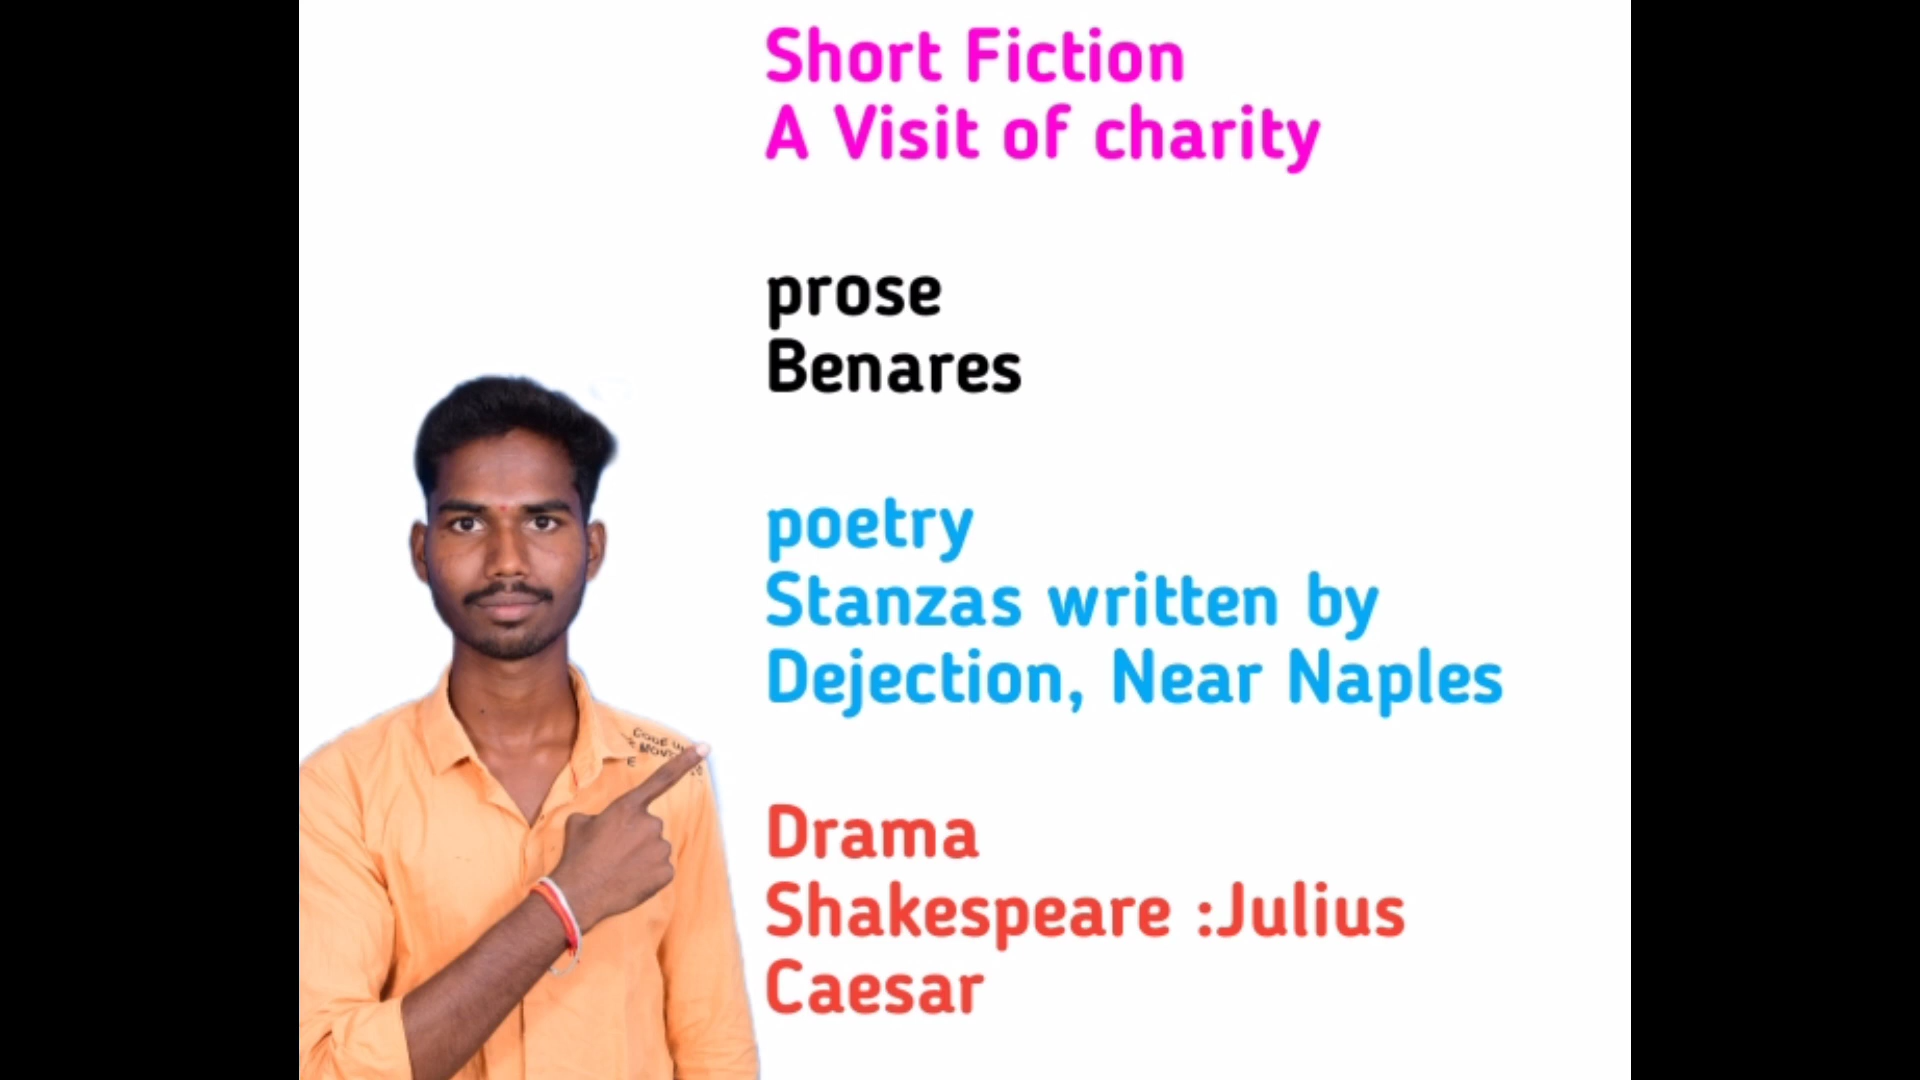 Short Fiction
A Visit of charity
prose
Benares
poetry
Stanzas written by
Dejection, Near Naples
Drama
Shakespeare :Julius
Caesar